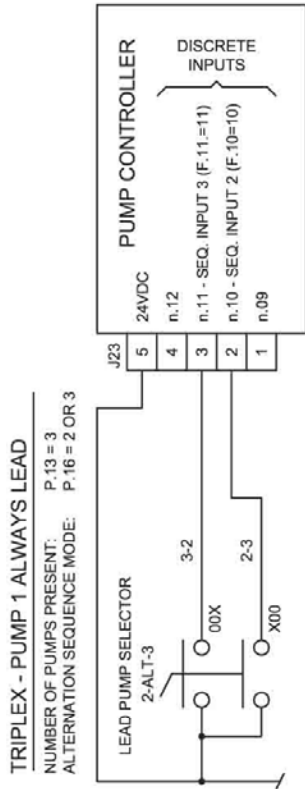 TRIPLEX - PUMP 1 ALWAYS LEAD
NUMBER OF PUMPS PRESENT: P.13 = 3
ALTERNATION SEQUENCE MODE: P.16 = 2 OR 3
LEAD PUMP SELECTOR
2-ALT-3
00X
X00
3-2
2-3
J23
5
4
3
2
1
PUMP CONTROLLER
24VDC
n.12
n.11 - SEQ. INPUT 3 (F.11.=11)
n.10 - SEQ. INPUT 2 (F.10=10)
n.09
DISCRETE
INPUTS